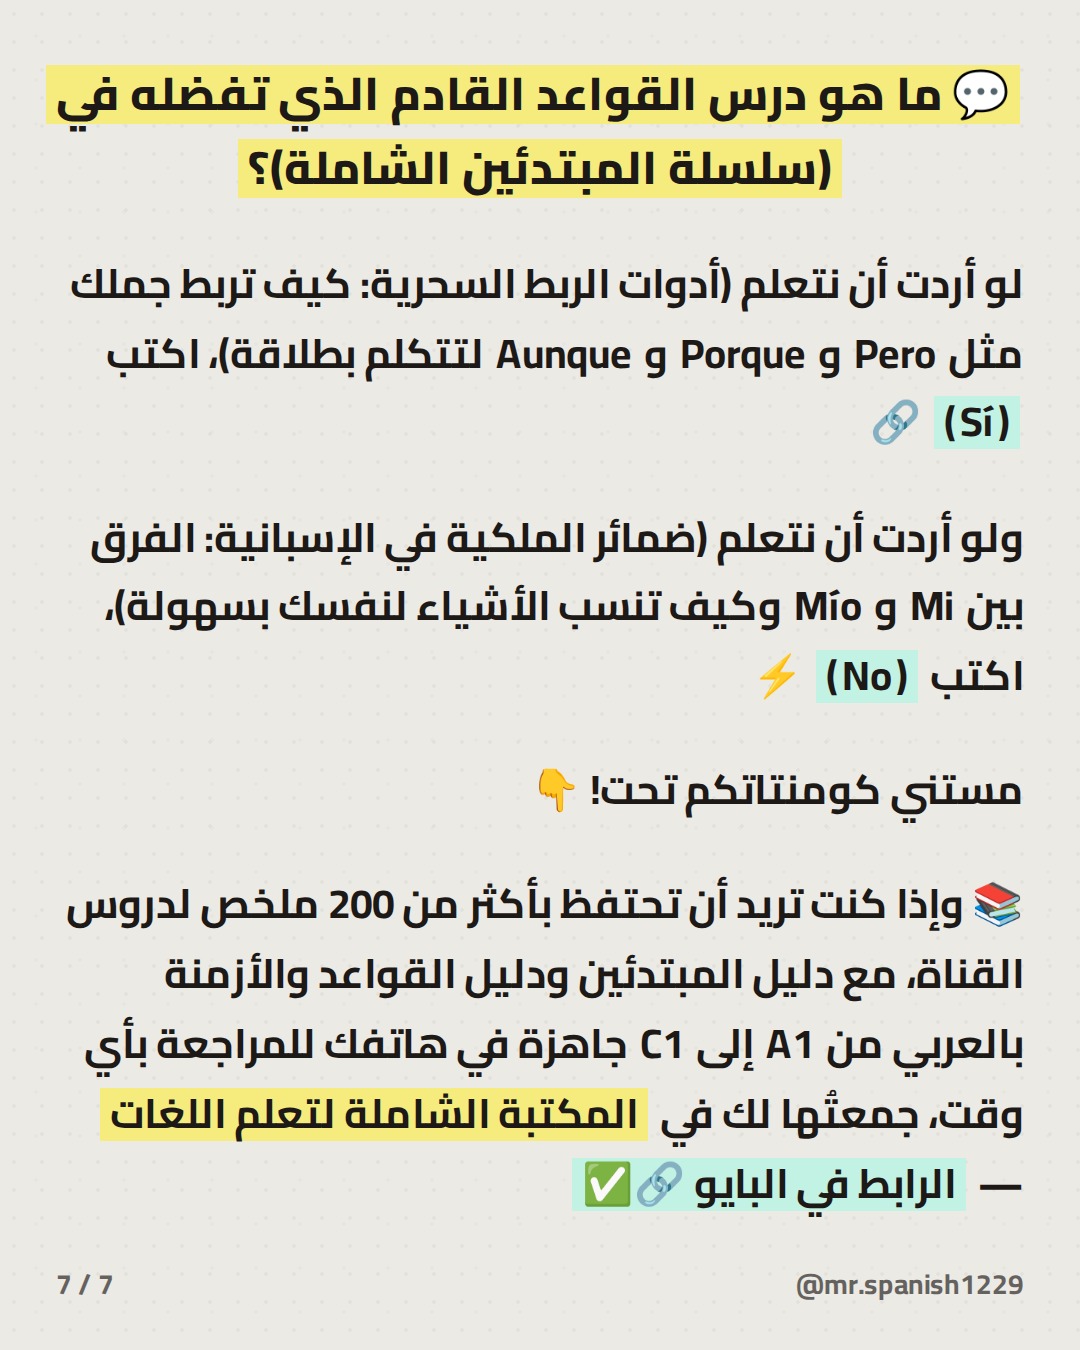 💬 ما هو درس القواعد القادم الذي تفضله في
(سلسلة المبتدئين الشاملة)؟
لو أردت أن نتعلم (أدوات الربط السحرية: كيف تربط جملك
مثل Pero و Porque و Aunque لتتكلم بطلاقة)، اكتب
(Sí) 🔗
ولو أردت أن نتعلم (ضمائر الملكية في الإسبانية: الفرق
بين Mi و Mío وكيف تنسب الأشياء لنفسك بسهولة)،
اكتب (No) ⚡
مستني كومنتاتكم تحت! 👇
📚 وإذا كنت تريد أن تحتفظ بأكثر من 200 ملخص لدروس
القناة، مع دليل المبتدئين ودليل القواعد والأزمنة
بالعربي من A1 إلى C1 جاهزة في هاتفك للمراجعة بأي
وقت، جمعتُها لك في المكتبة الشاملة لتعلم اللغات
— الرابط في البايو 🔗✅
@mr.spanish1229
7 / 7